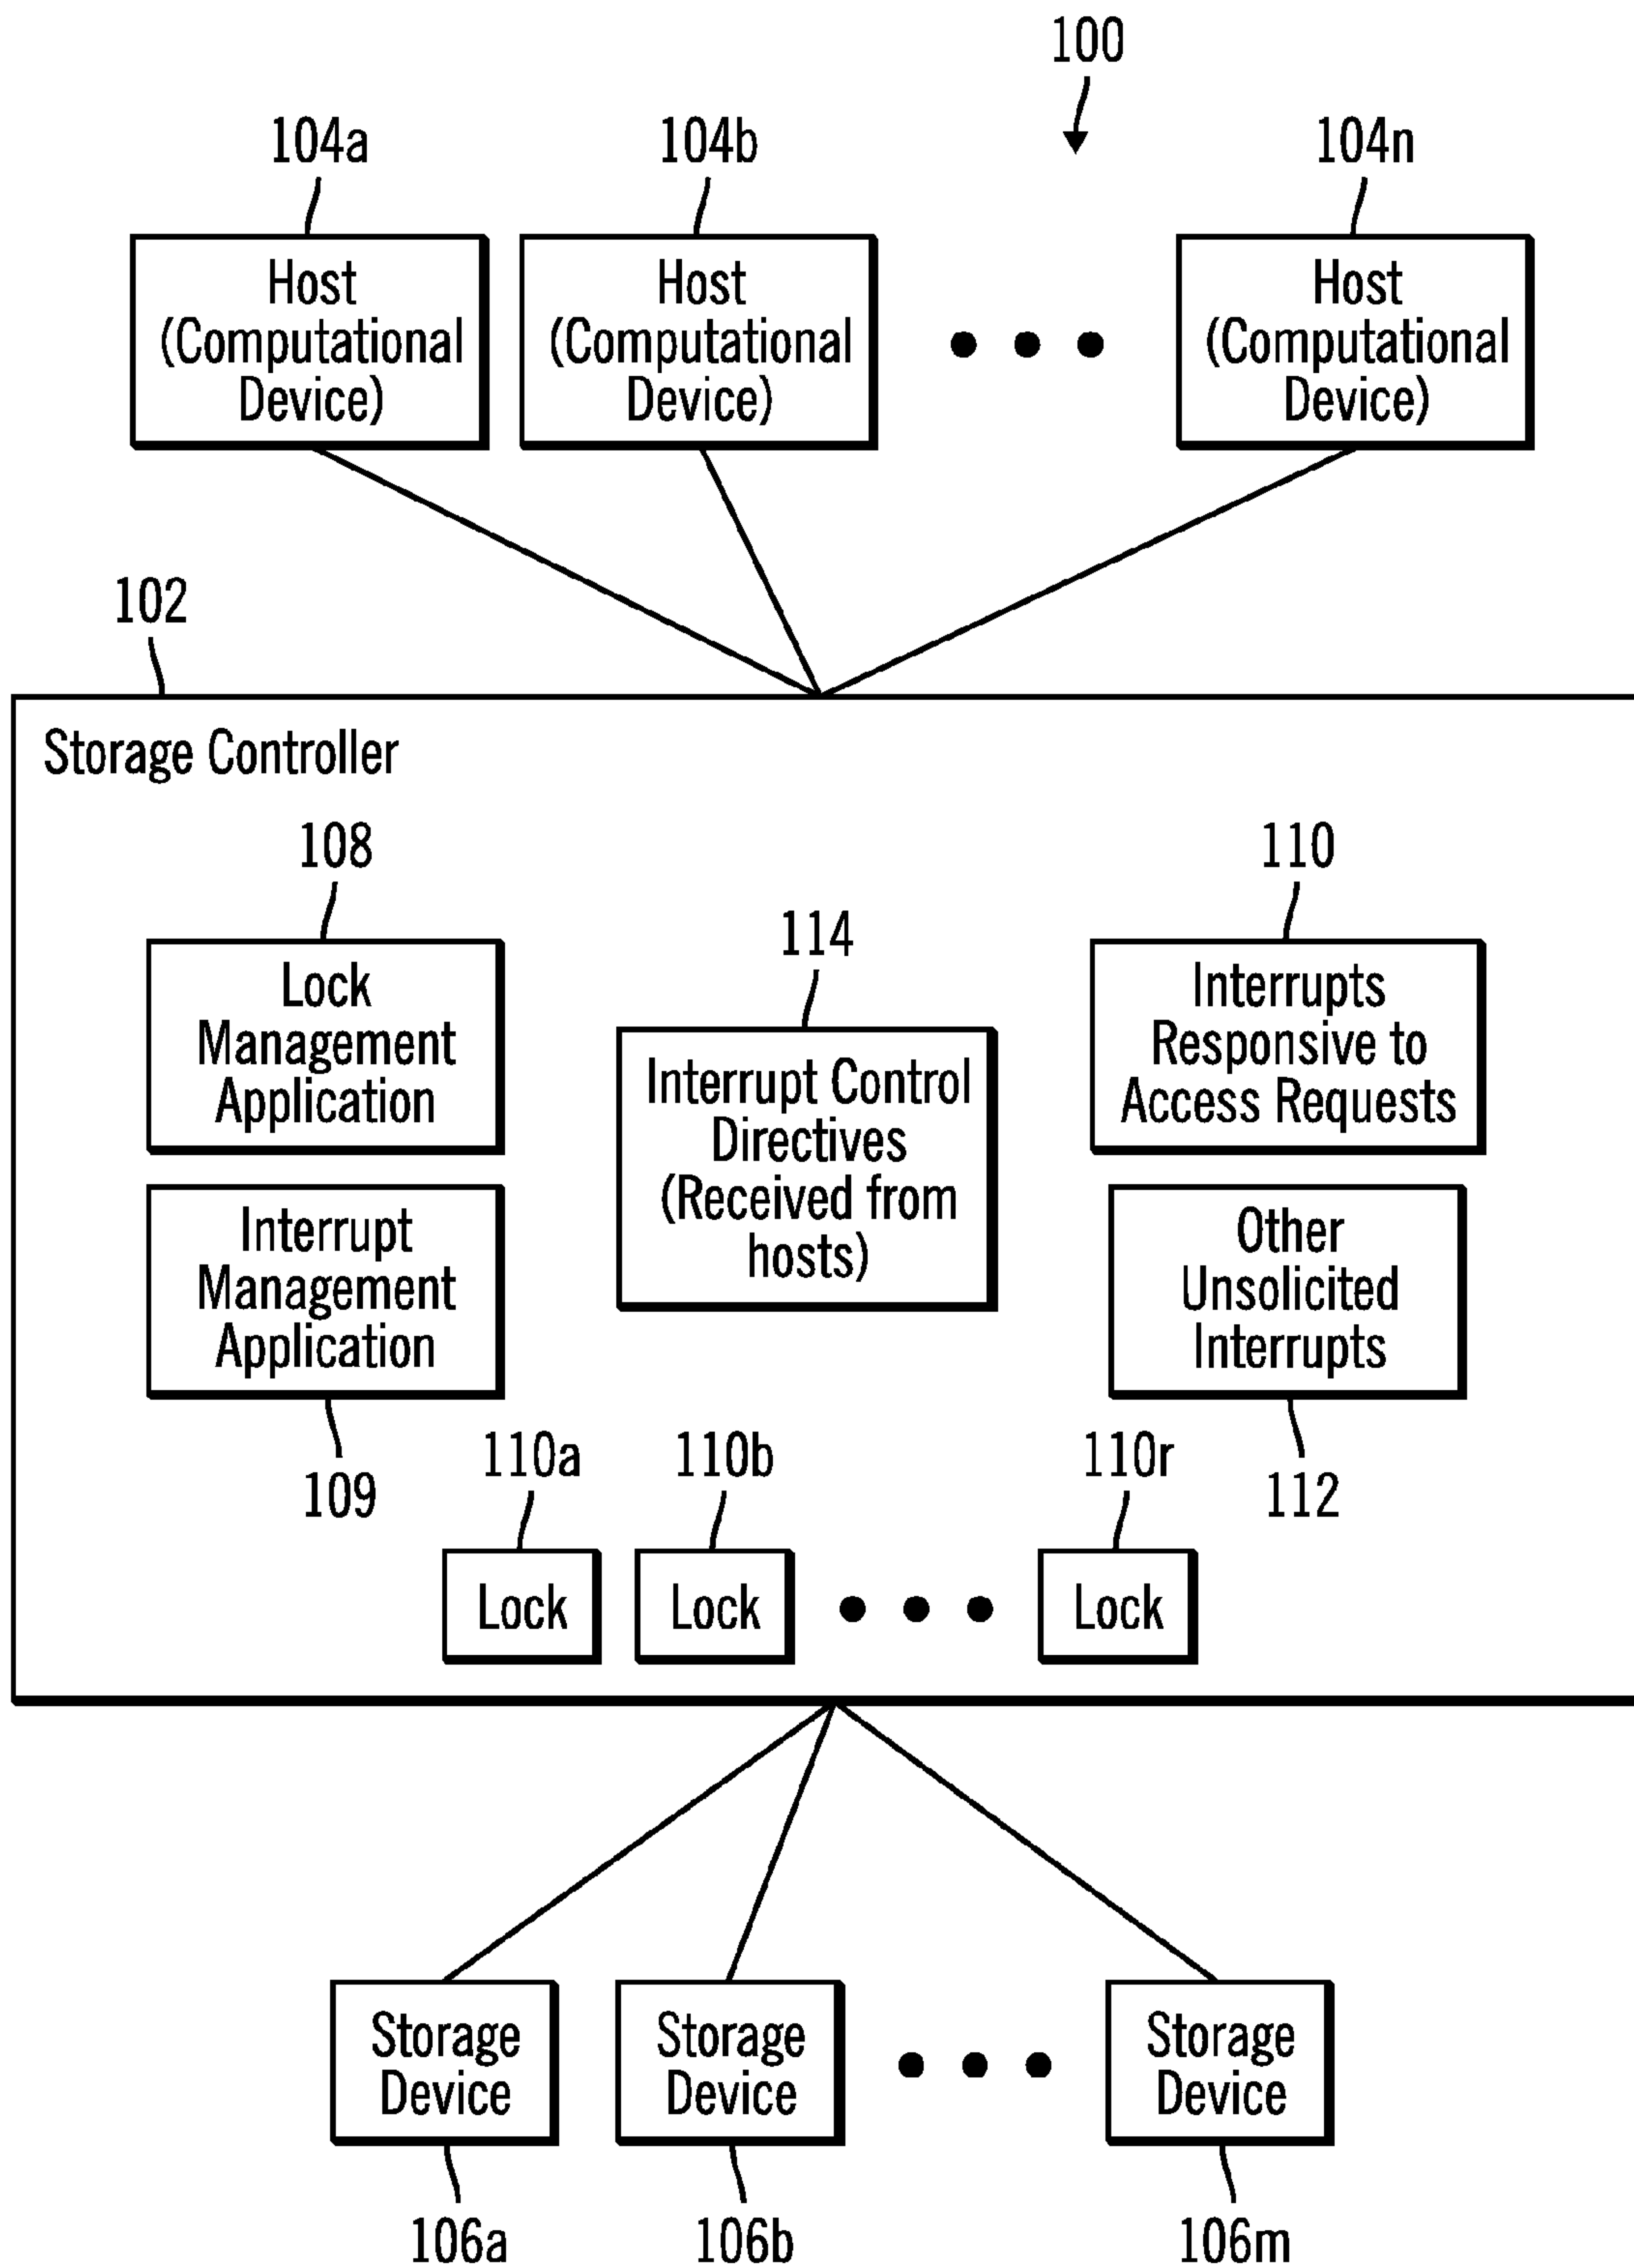 100
104a
104b
104n
Host
(Computational
Device)
Host
(Computational
Device)
Host
(Computational
Device)
102
Storage Controller
108
Lock
Management
Application
114
Interrupt Control
Directives
(Received from
hosts)
110
Interrupts
Responsive to
Access Requests
Interrupt
Management
Application
109
Other
Unsolicited
Interrupts
112
110a
110b
110r
Lock
Lock
Lock
Storage
Device
Storage
Device
Storage
Device
106a
106b
106m